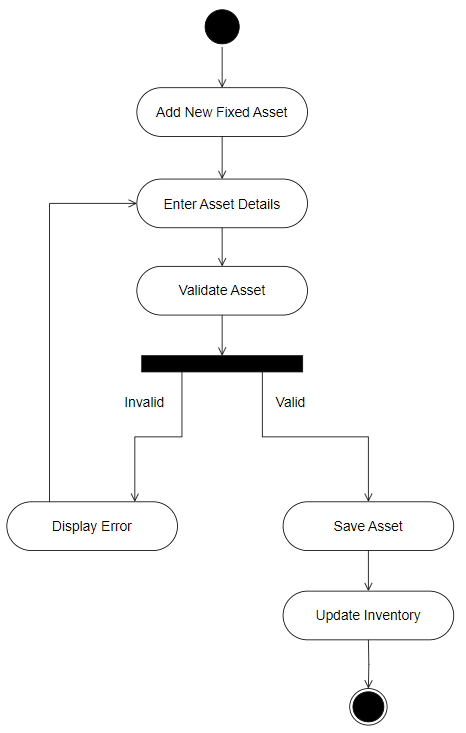 Add New Fixed Asset
Enter Asset Details
Validate Asset
Invalid
Valid
Display Error
Save Asset
Update Inventory